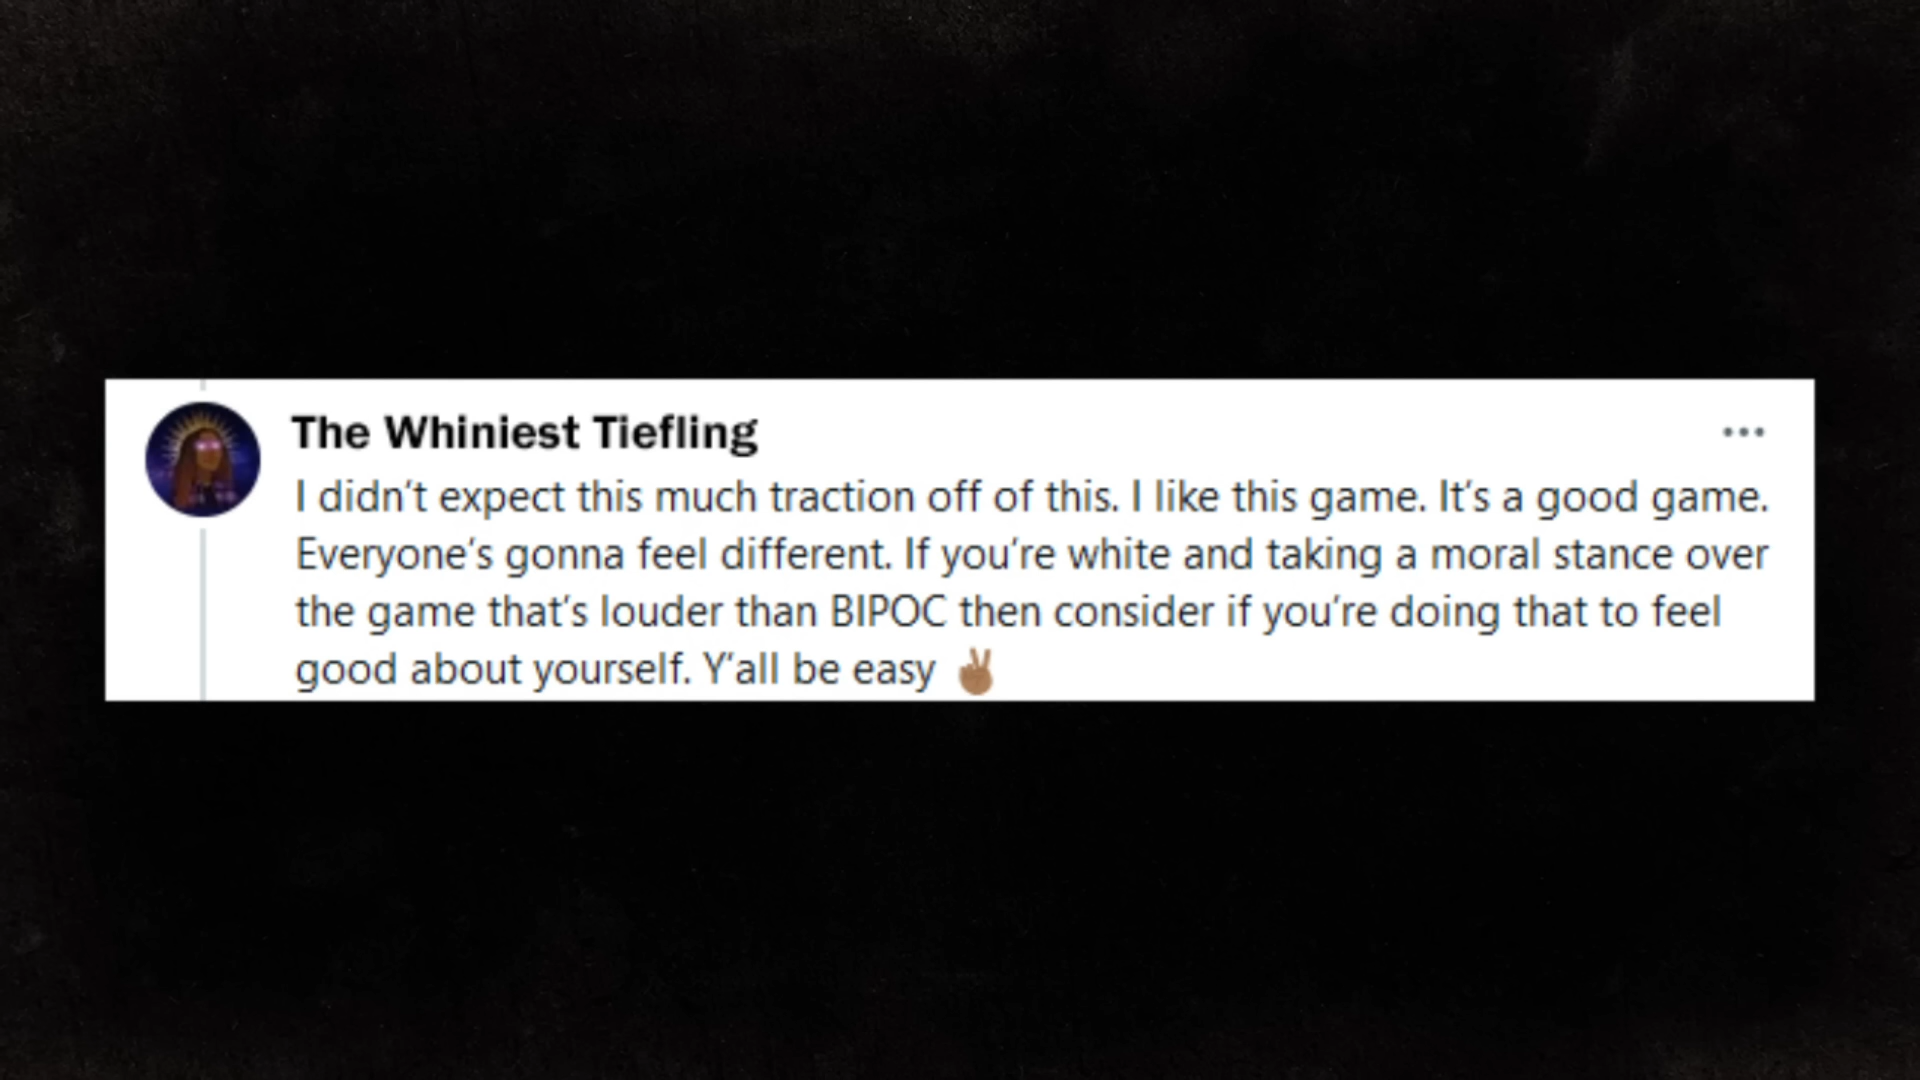 The Whiniest Tiefling
I didn’t expect this much traction off of this. I like this game. It’s a good game.
Everyone’s gonna feel different. If you’re white and taking a moral stance over
the game that’s louder than BIPOC then consider if you’re doing that to feel
good about yourself. Y’all be easy ✌🏽